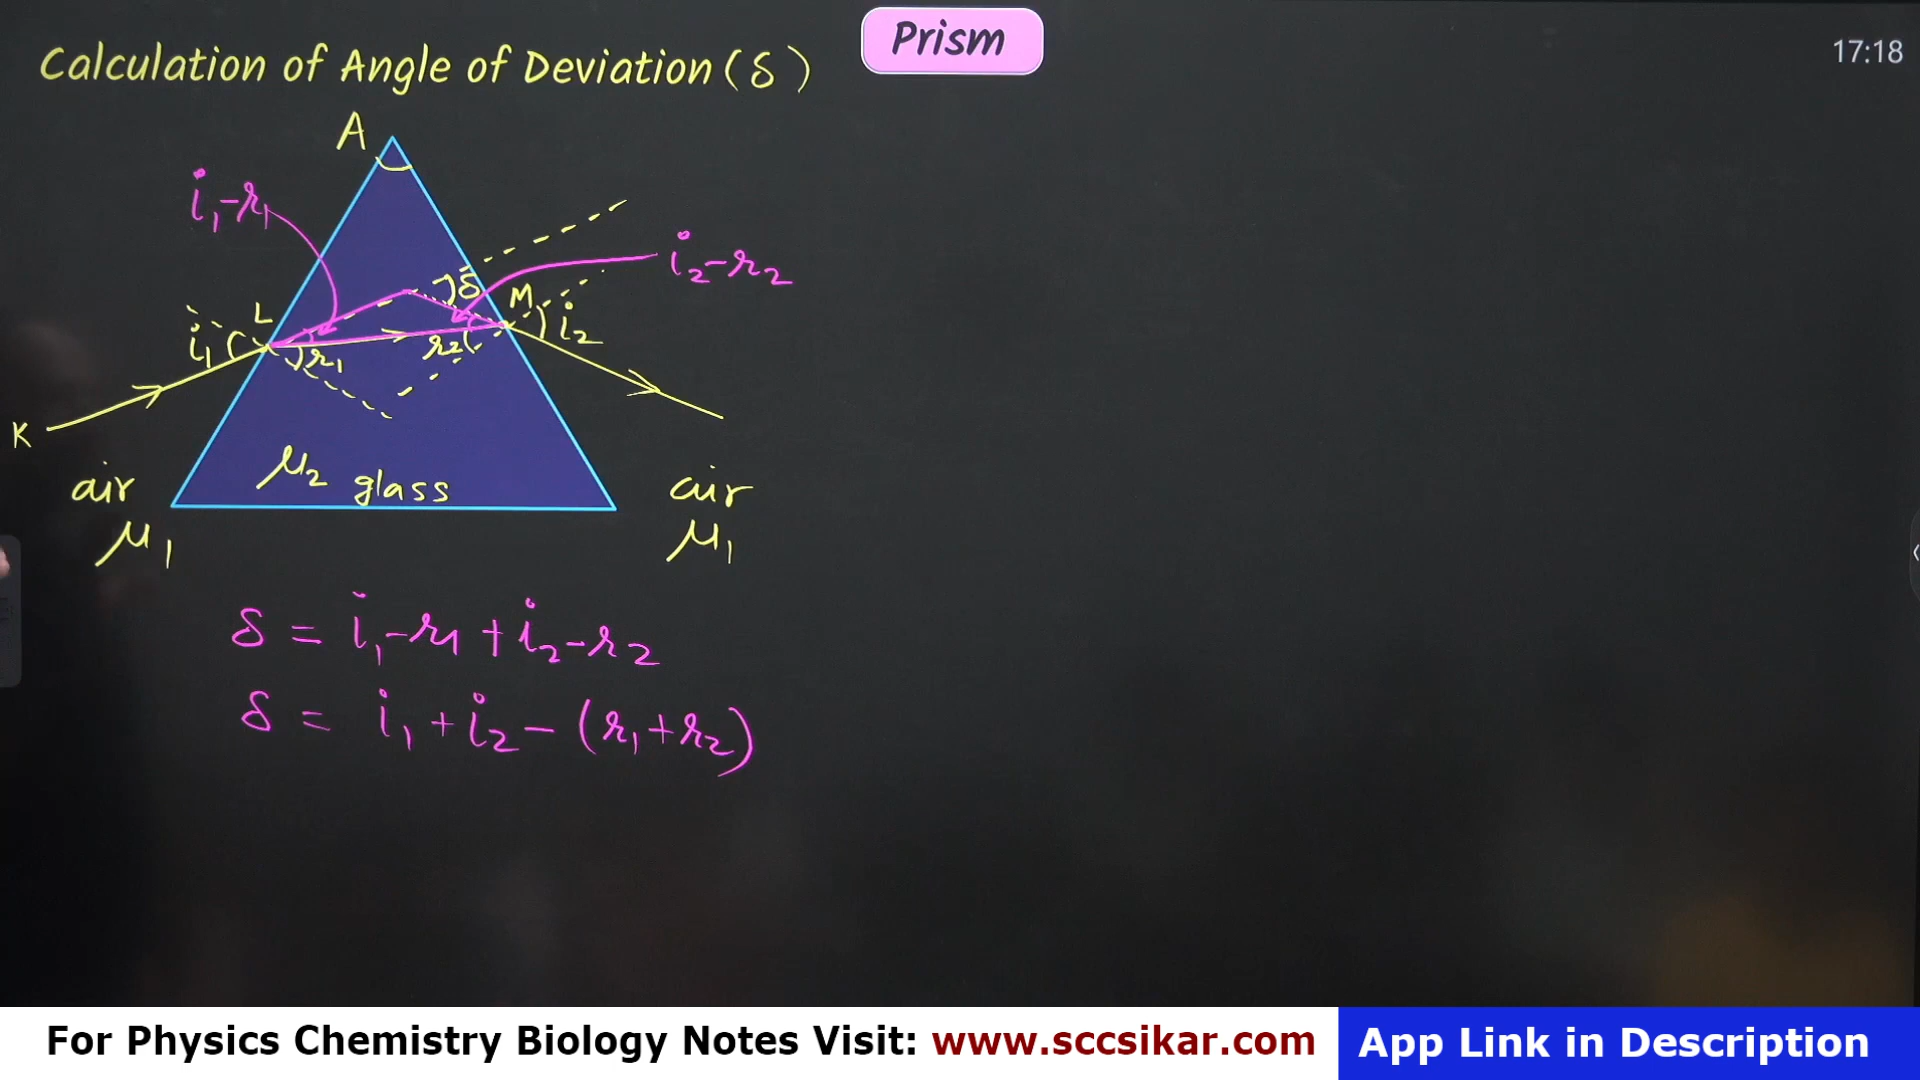 Prism
17:18
Calculation of Angle of Deviation (δ)
A
i₁-r₁
i₂-r₂
δ
M
L
i₁
r₁
r₂
i₂
K
μ₂ glass
air
μ₁
air
μ₁
δ = i₁-r₁ + i₂-r₂
δ = i₁ + i₂ - (r₁+r₂)
For Physics Chemistry Biology Notes Visit: www.sccsikar.com
App Link in Description